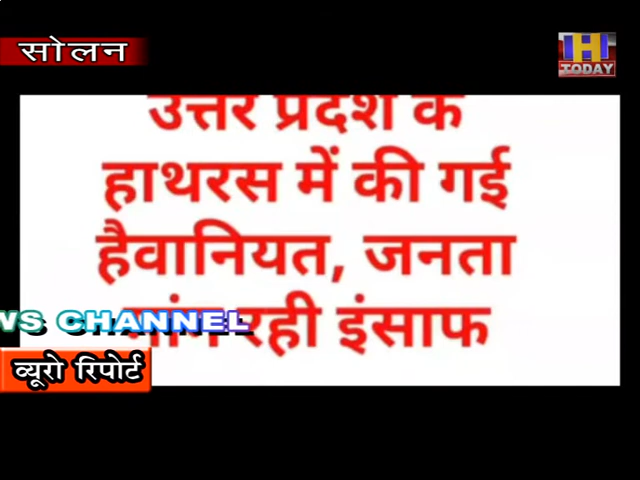 सोलन
H
TODAY
उत्तर प्रदेश के
हाथरस में की गई
हैवानियत, जनता
रही इंसाफ
WS CHANNEL
ब्यूरो रिपोर्ट